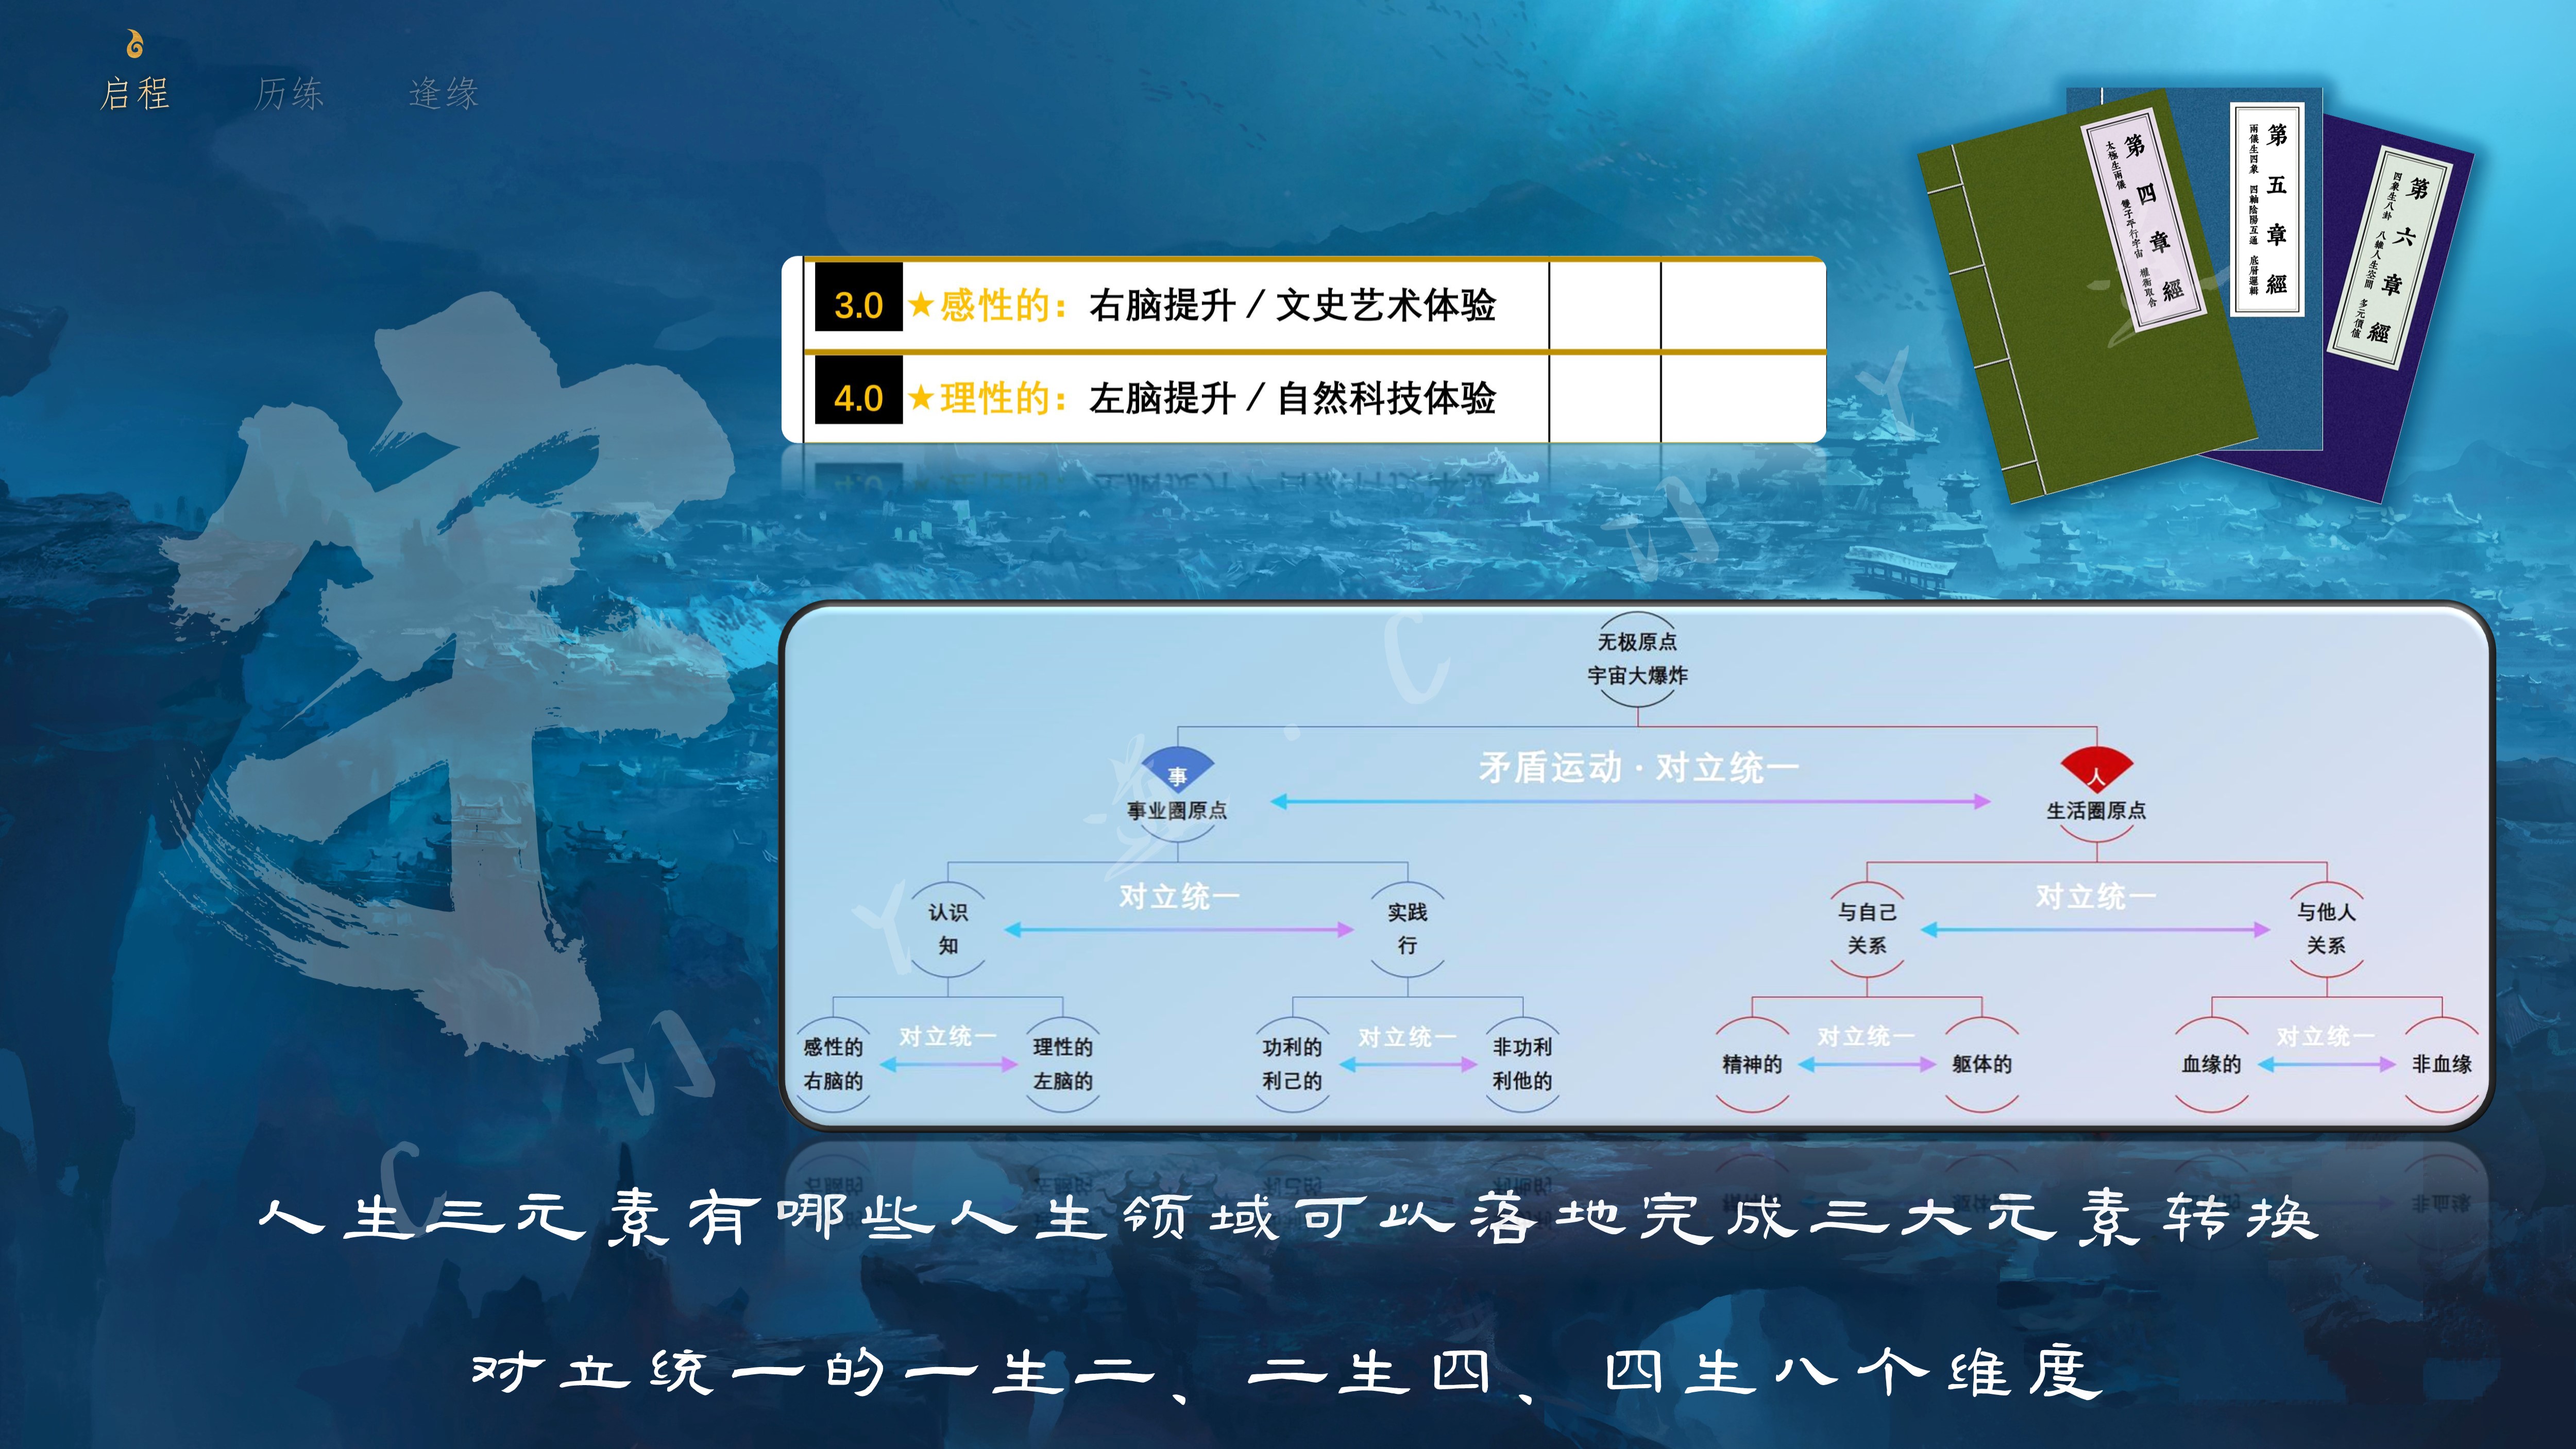 启程 历练 逢缘
第四章經
太極生兩儀 雙子平行宇宙 權衡取舍
第五章經
兩儀生四象 四軸陰陽互通 底層邏輯
第六章經
四象生八卦 八維人生空間 多元價值
3.0 ★感性的：右脑提升 / 文史艺术体验
4.0 ★理性的：左脑提升 / 自然科技体验
无极原点
宇宙大爆炸
事
事业圈原点
矛盾运动·对立统一
人
生活圈原点
认识
知
对立统一
实践
行
与自己
关系
对立统一
与他人
关系
感性的
右脑的
对立统一
理性的
左脑的
功利的
利己的
对立统一
非功利
利他的
精神的
对立统一
躯体的
血缘的
对立统一
非血缘
人生三元素有哪些人生领域可以落地完成三大元素转换
对立统一的一生二、二生四、四生八个维度